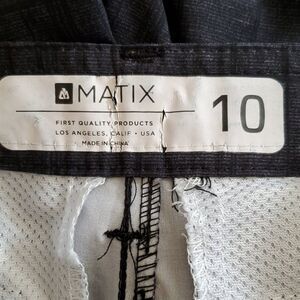 MATIX
FIRST QUALITY PRODUCTS
LOS ANGELES, CALIF • USA
MADE IN CHINA
10